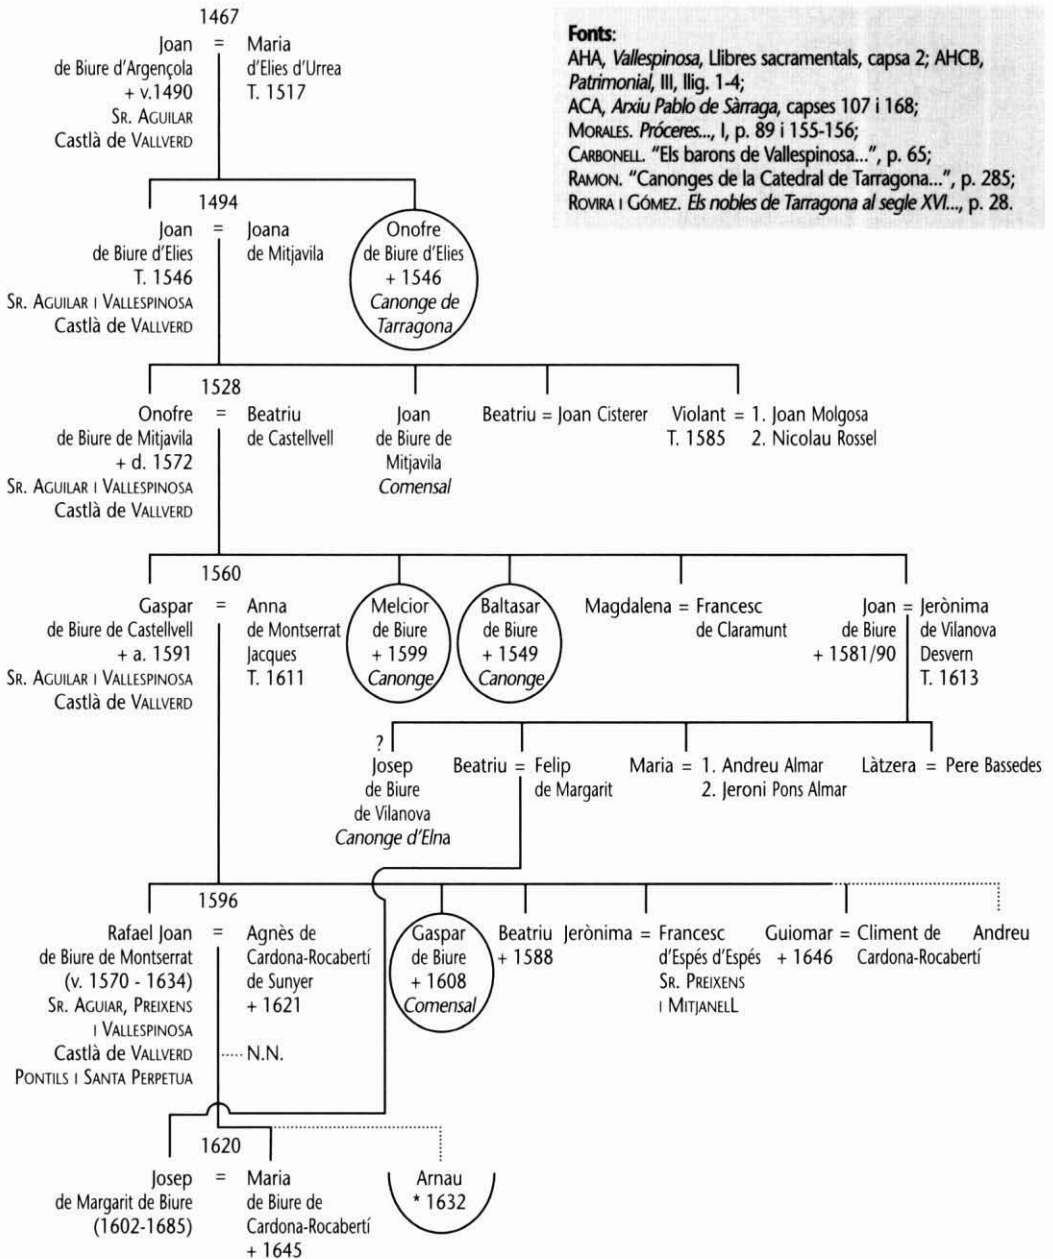 1467
Joan = Maria
de Biure d'Argençola d'Elies d'Urrea
+ v.1490 T. 1517
SR. AGUILAR
Castlà de VALLVERD
Fonts:
AHA, Vallespinosa, Llibres sacramentals, capsa 2; AHCB,
Patrimonial, III, llig. 1-4;
ACA, Arxiu Pablo de Sàrraga, capses 107 i 168;
MORALES. Próceres..., I, p. 89 i 155-156;
CARBONELL. "Els barons de Vallespinosa...", p. 65;
RAMON. "Canonges de la Catedral de Tarragona...", p. 285;
ROVIRA I GÓMEZ. Els nobles de Tarragona al segle XVI..., p. 28.
1494
Joan = Joana
de Biure d'Elies de Mitjavila
T. 1546
SR. AGUILAR I VALLESPINOSA
Castlà de VALLVERD
Onofre
de Biure d'Elies
+ 1546
Canonge de
Tarragona
1528
Onofre = Beatriu
de Biure de Mitjavila de Castellvell
+ d. 1572
SR. AGUILAR I VALLESPINOSA
Castlà de VALLVERD
Joan
de Biure de
Mitjavila
Comensal
Beatriu = Joan Cisterer
Violant = 1. Joan Molgosa
T. 1585 2. Nicolau Rossel
1560
Gaspar = Anna
de Biure de Castellvell de Montserrat
+ a. 1591 Jacques
SR. AGUILAR I VALLESPINOSA T. 1611
Castlà de VALLVERD
Melcior
de Biure
+ 1599
Canonge
Baltasar
de Biure
+ 1549
Canonge
Magdalena = Francesc
de Claramunt
Joan = Jerònima
de Biure de Vilanova
+ 1581/90 Desvern
T. 1613
?
Josep
de Biure
de Vilanova
Canonge d'Elna
Beatriu = Felip
de Margarit
Maria = 1. Andreu Almar
2. Jeroni Pons Almar
Làtzera = Pere Bassedes
1596
Rafael Joan = Agnès de
de Biure de Montserrat Cardona-Rocabertí
(v. 1570 - 1634) de Sunyer
SR. AGUIAR, PREIXENS + 1621
I VALLESPINOSA
Castlà de VALLVERD ..... N.N.
PONTILS I SANTA PERPETUA
Gaspar
de Biure
+ 1608
Comensal
Beatriu
+ 1588
Jerònima = Francesc
d'Espés d'Espés
SR. PREIXENS
I MITJANELL
Guiomar = Climent de
+ 1646 Cardona-Rocabertí
Andreu
1620
Josep = Maria
de Margarit de Biure de Biure de
(1602-1685) Cardona-Rocabertí
+ 1645
Arnau
* 1632